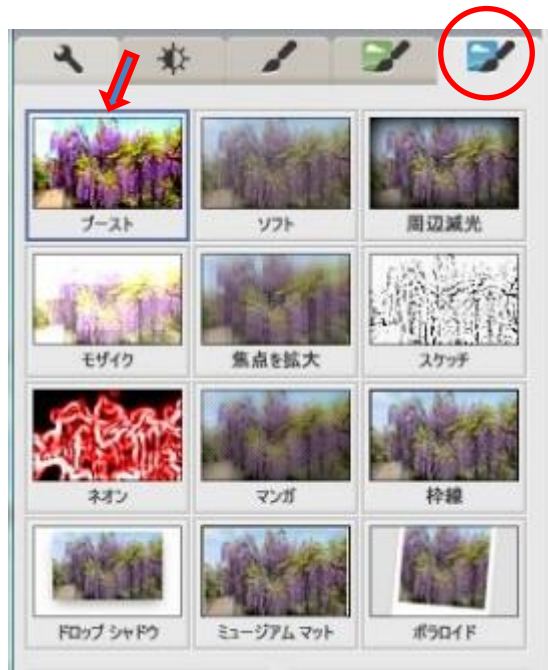 ブースト
ソフト
周辺減光
モザイク
焦点を拡大
スケッチ
ネオン
マンガ
枠線
ドロップ シャドウ
ミュージアム マット
ポラロイド